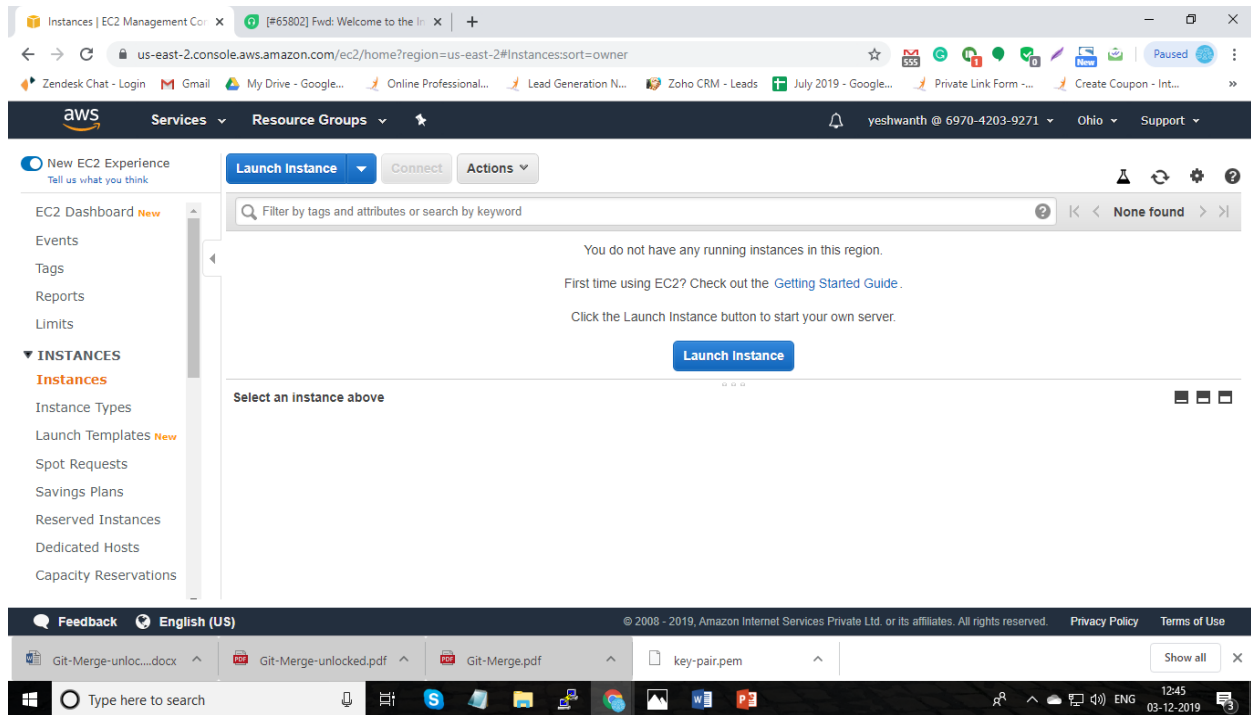 Instances | EC2 Management Cor
[#65802] Fwd: Welcome to the In
us-east-2.console.aws.amazon.com/ec2/home?region=us-east-2#Instances:sort=owner
555
1
0
New
Paused
Zendesk Chat - Login
Gmail
My Drive - Google...
Online Professional...
Lead Generation N...
Zoho CRM - Leads
July 2019 - Google...
Private Link Form -...
Create Coupon - Int...
»
aws
Services
Resource Groups
yeshwanth @ 6970-4203-9271
Ohio
Support
New EC2 Experience
Tell us what you think
Launch Instance
Connect
Actions
EC2 Dashboard New
Filter by tags and attributes or search by keyword
None found
Events
Tags
Reports
Limits
INSTANCES
Instances
Instance Types
Launch Templates New
Spot Requests
Savings Plans
Reserved Instances
Dedicated Hosts
Capacity Reservations
You do not have any running instances in this region.
First time using EC2? Check out the Getting Started Guide.
Click the Launch Instance button to start your own server.
Launch Instance
Select an instance above
Feedback
English (US)
© 2008 - 2019, Amazon Internet Services Private Ltd. or its affiliates. All rights reserved.
Privacy Policy
Terms of Use
Git-Merge-unloc....docx
Git-Merge-unlocked.pdf
Git-Merge.pdf
key-pair.pem
Show all
Type here to search
ENG
12:45
03-12-2019
3